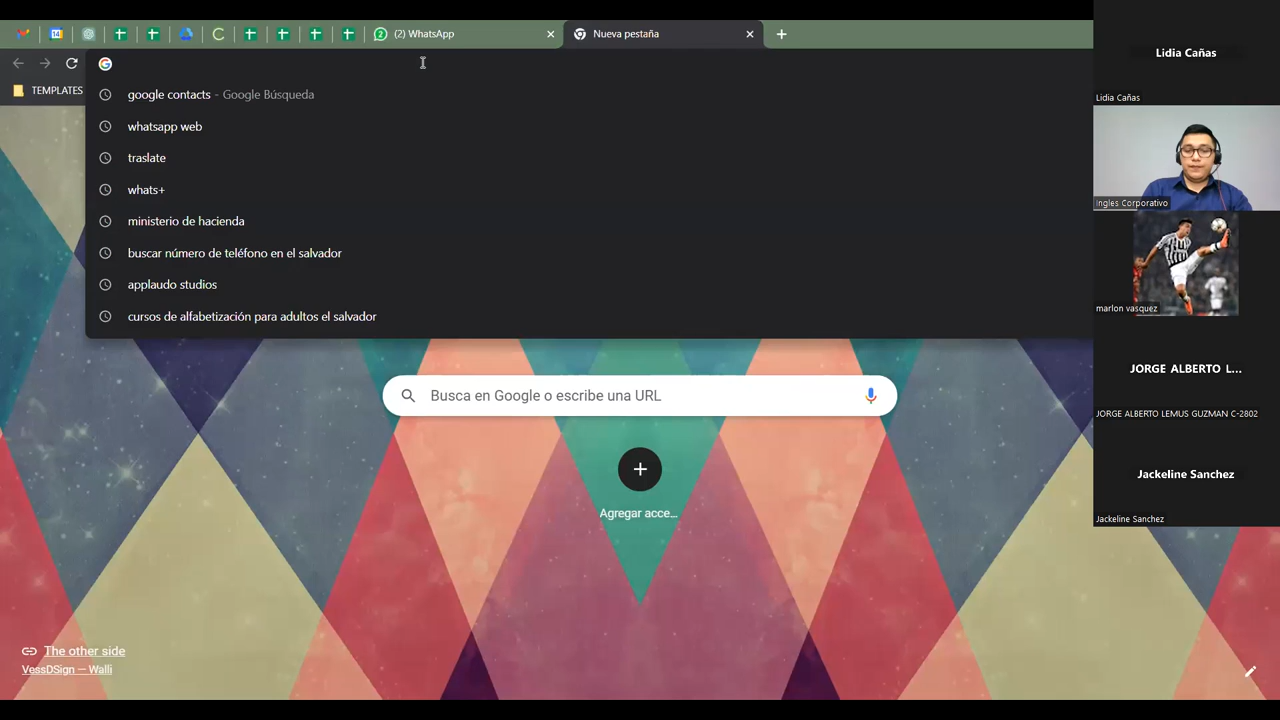 (2) WhatsApp
Nueva pestaña
TEMPLATES
google contacts - Google Búsqueda
whatsapp web
traslate
whats+
ministerio de hacienda
buscar número de teléfono en el salvador
applaudo studios
cursos de alfabetización para adultos el salvador
Busca en Google o escribe una URL
Agregar acce...
The other side
VessDSign — Walli
Lidia Cañas
Lidia Cañas
Ingles Corporativo
marlon vasquez
JORGE ALBERTO L...
JORGE ALBERTO LEMUS GUZMAN C-2802
Jackeline Sanchez
Jackeline Sanchez